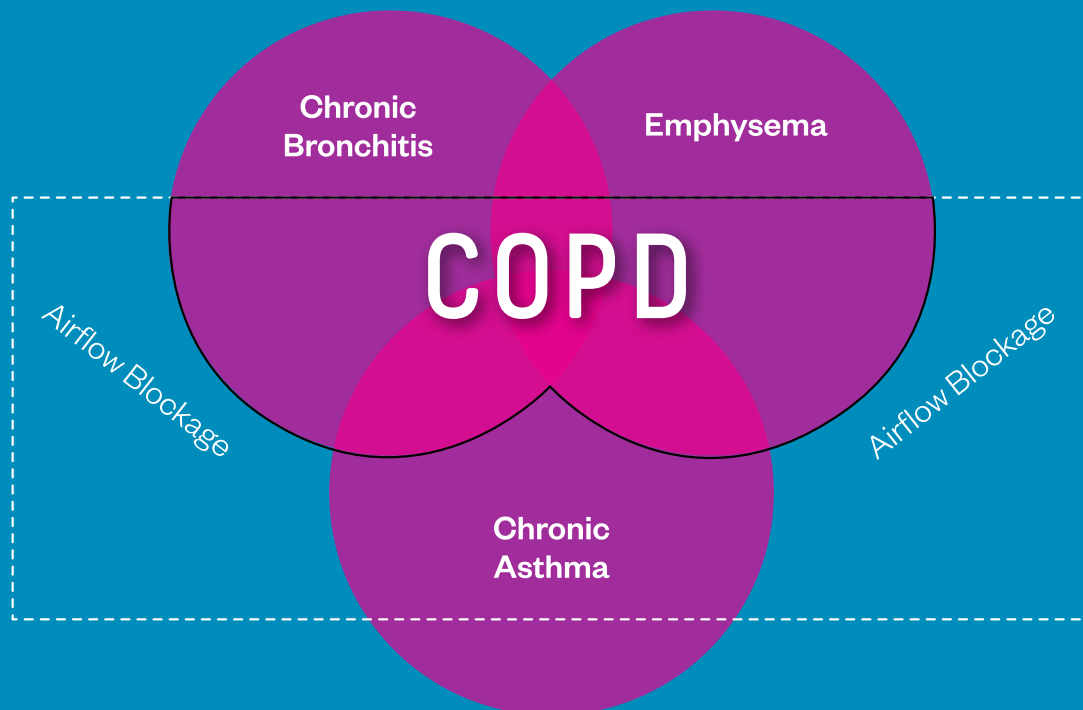 Chronic
Bronchitis
Emphysema
COPD
Airflow Blockage
Airflow Blockage
Chronic
Asthma